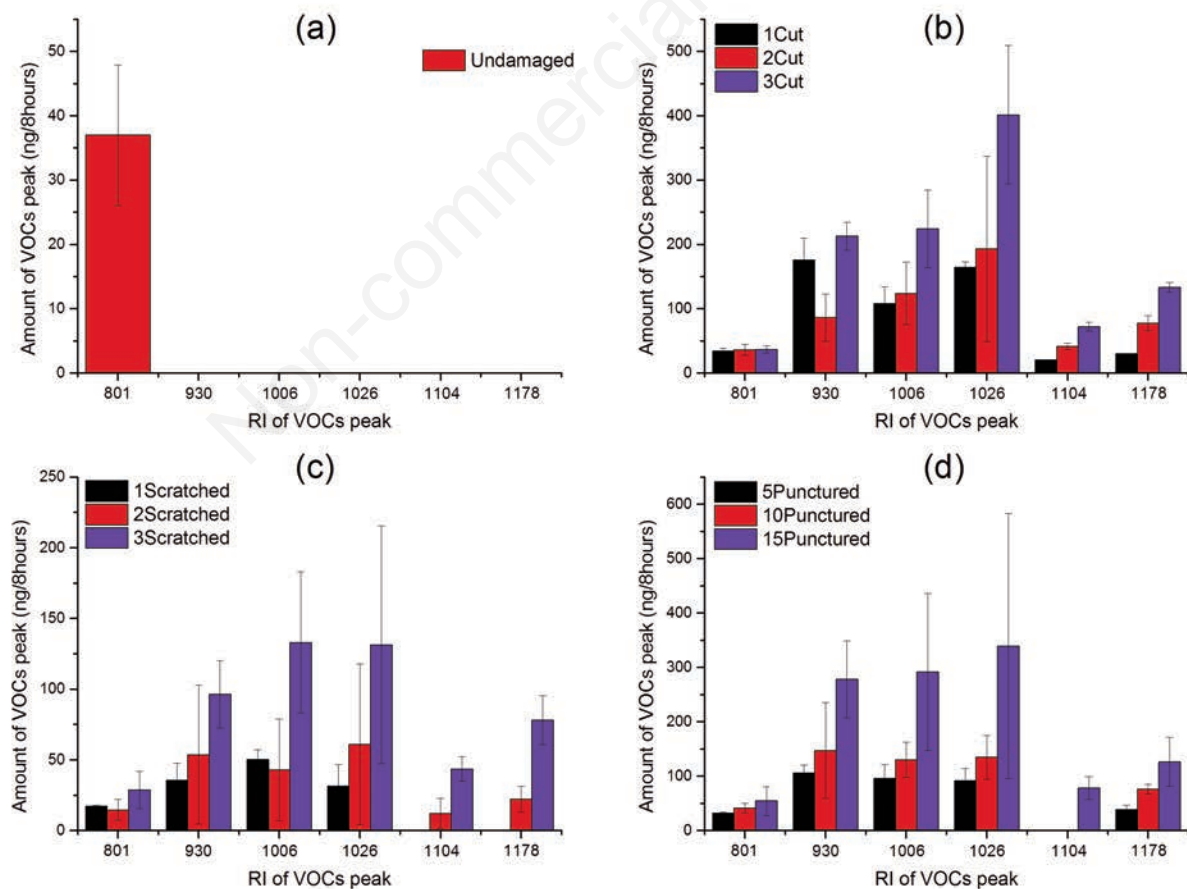 (a)
Undamaged
Amount of VOCs peak (ng/8hours)
50
40
30
20
10
0
801 930 1006 1026 1104 1178
RI of VOCs peak
(b)
1Cut
2Cut
3Cut
Amount of VOCs peak (ng/8hours)
500
400
300
200
100
0
801 930 1006 1026 1104 1178
RI of VOCs peak
(c)
1Scratched
2Scratched
3Scratched
Amount of VOCs peak (ng/8hours)
250
200
150
100
50
0
801 930 1006 1026 1104 1178
RI of VOCs peak
(d)
5Punctured
10Punctured
15Punctured
Amount of VOCs peak (ng/8hours)
600
500
400
300
200
100
0
801 930 1006 1026 1104 1178
RI of VOCs peak
Non-commercial